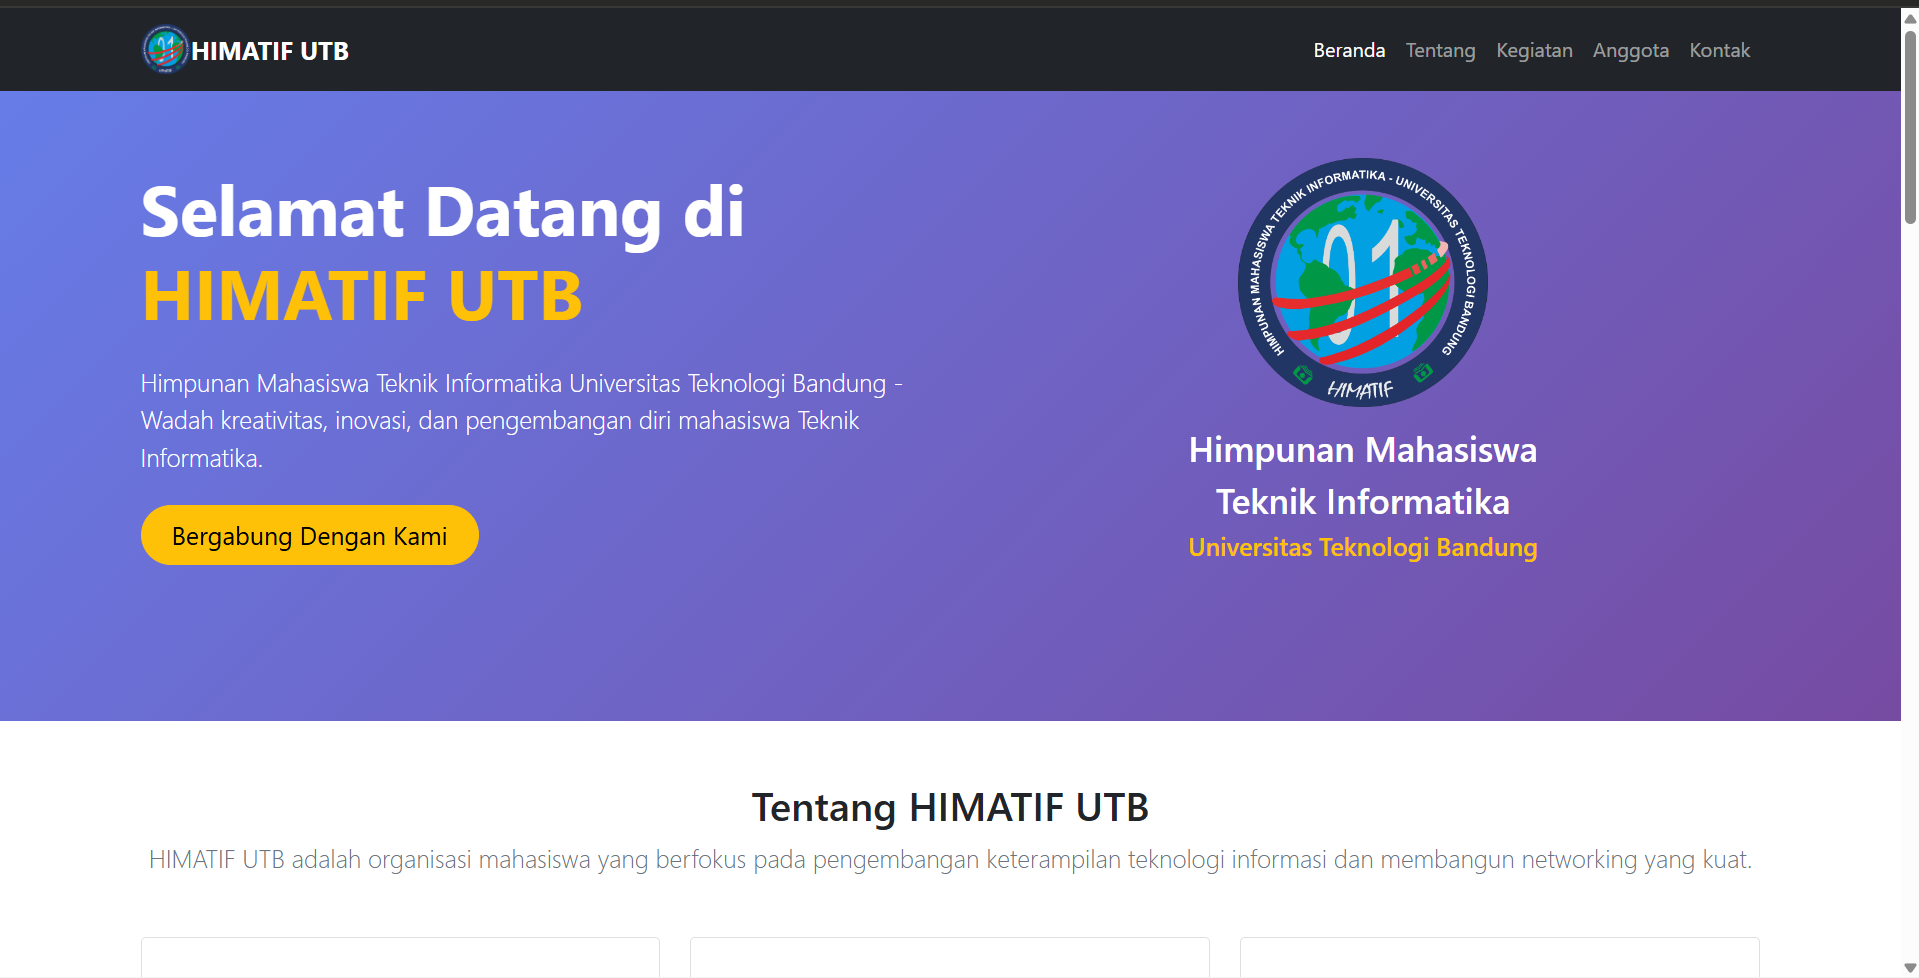 HIMATIF UTB
Beranda Tentang Kegiatan Anggota Kontak
Selamat Datang di
HIMATIF UTB
Himpunan Mahasiswa Teknik Informatika Universitas Teknologi Bandung -
Wadah kreativitas, inovasi, dan pengembangan diri mahasiswa Teknik
Informatika.
Bergabung Dengan Kami
HIMPUNAN MAHASISWA TEKNIK INFORMATIKA - UNIVERSITAS TEKNOLOGI BANDUNG
01
HIMATIF
Himpunan Mahasiswa
Teknik Informatika
Universitas Teknologi Bandung
Tentang HIMATIF UTB
HIMATIF UTB adalah organisasi mahasiswa yang berfokus pada pengembangan keterampilan teknologi informasi dan membangun networking yang kuat.